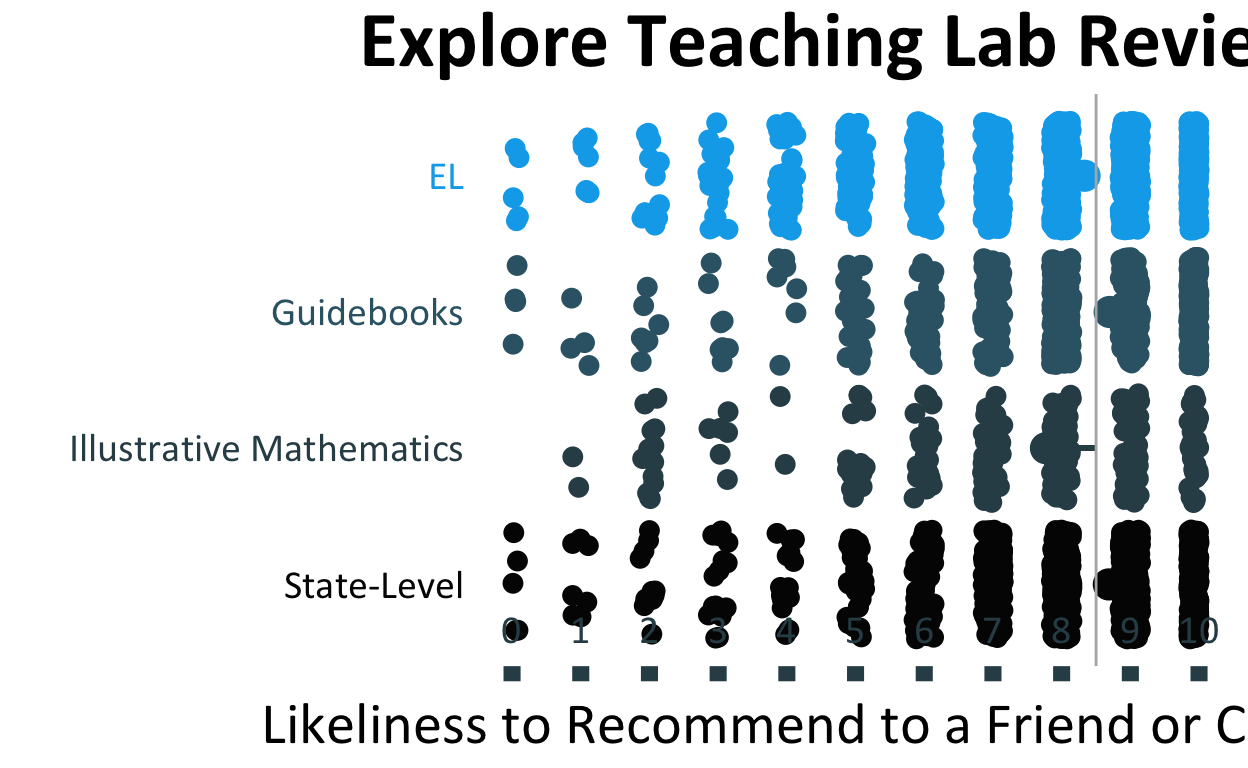 Explore Teaching Lab Revie
EL
Guidebooks
Illustrative Mathematics
State-Level
0 1 2 3 4 5 6 7 8 9 10
Likeliness to Recommend to a Friend or C